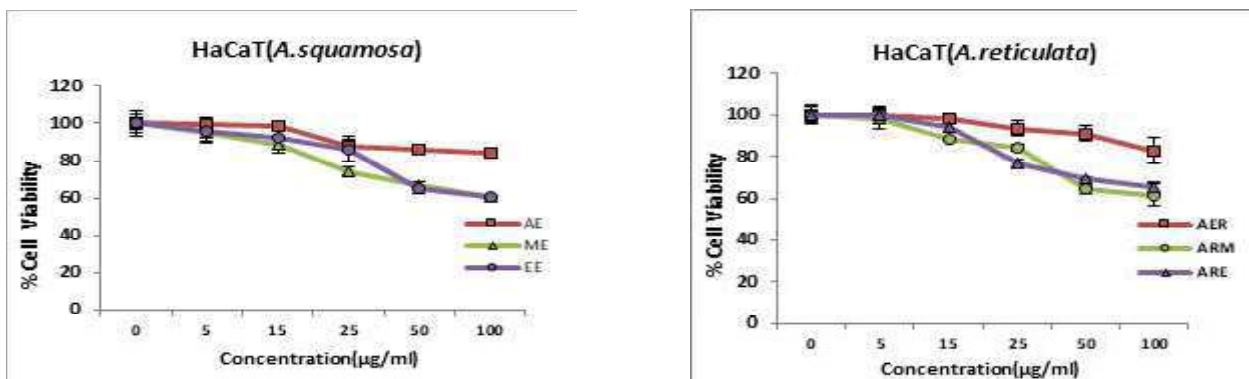 HaCaT(A.squamosa)
120
100
80
60
40
20
0
%Cell Viability
0 5 15 25 50 100
Concentration(µg/ml)
AE
ME
EE
HaCaT(A.reticulata)
120
100
80
60
40
20
0
%Cell Viability
0 5 15 25 50 100
Concentration(µg/ml)
AER
ARM
ARE